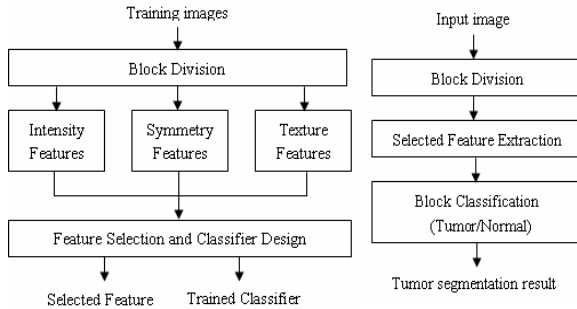 Training images
Block Division
Intensity
Features
Symmetry
Features
Texture
Features
Feature Selection and Classifier Design
Selected Feature
Trained Classifier
Input image
Block Division
Selected Feature Extraction
Block Classification
(Tumor/Normal)
Tumor segmentation result